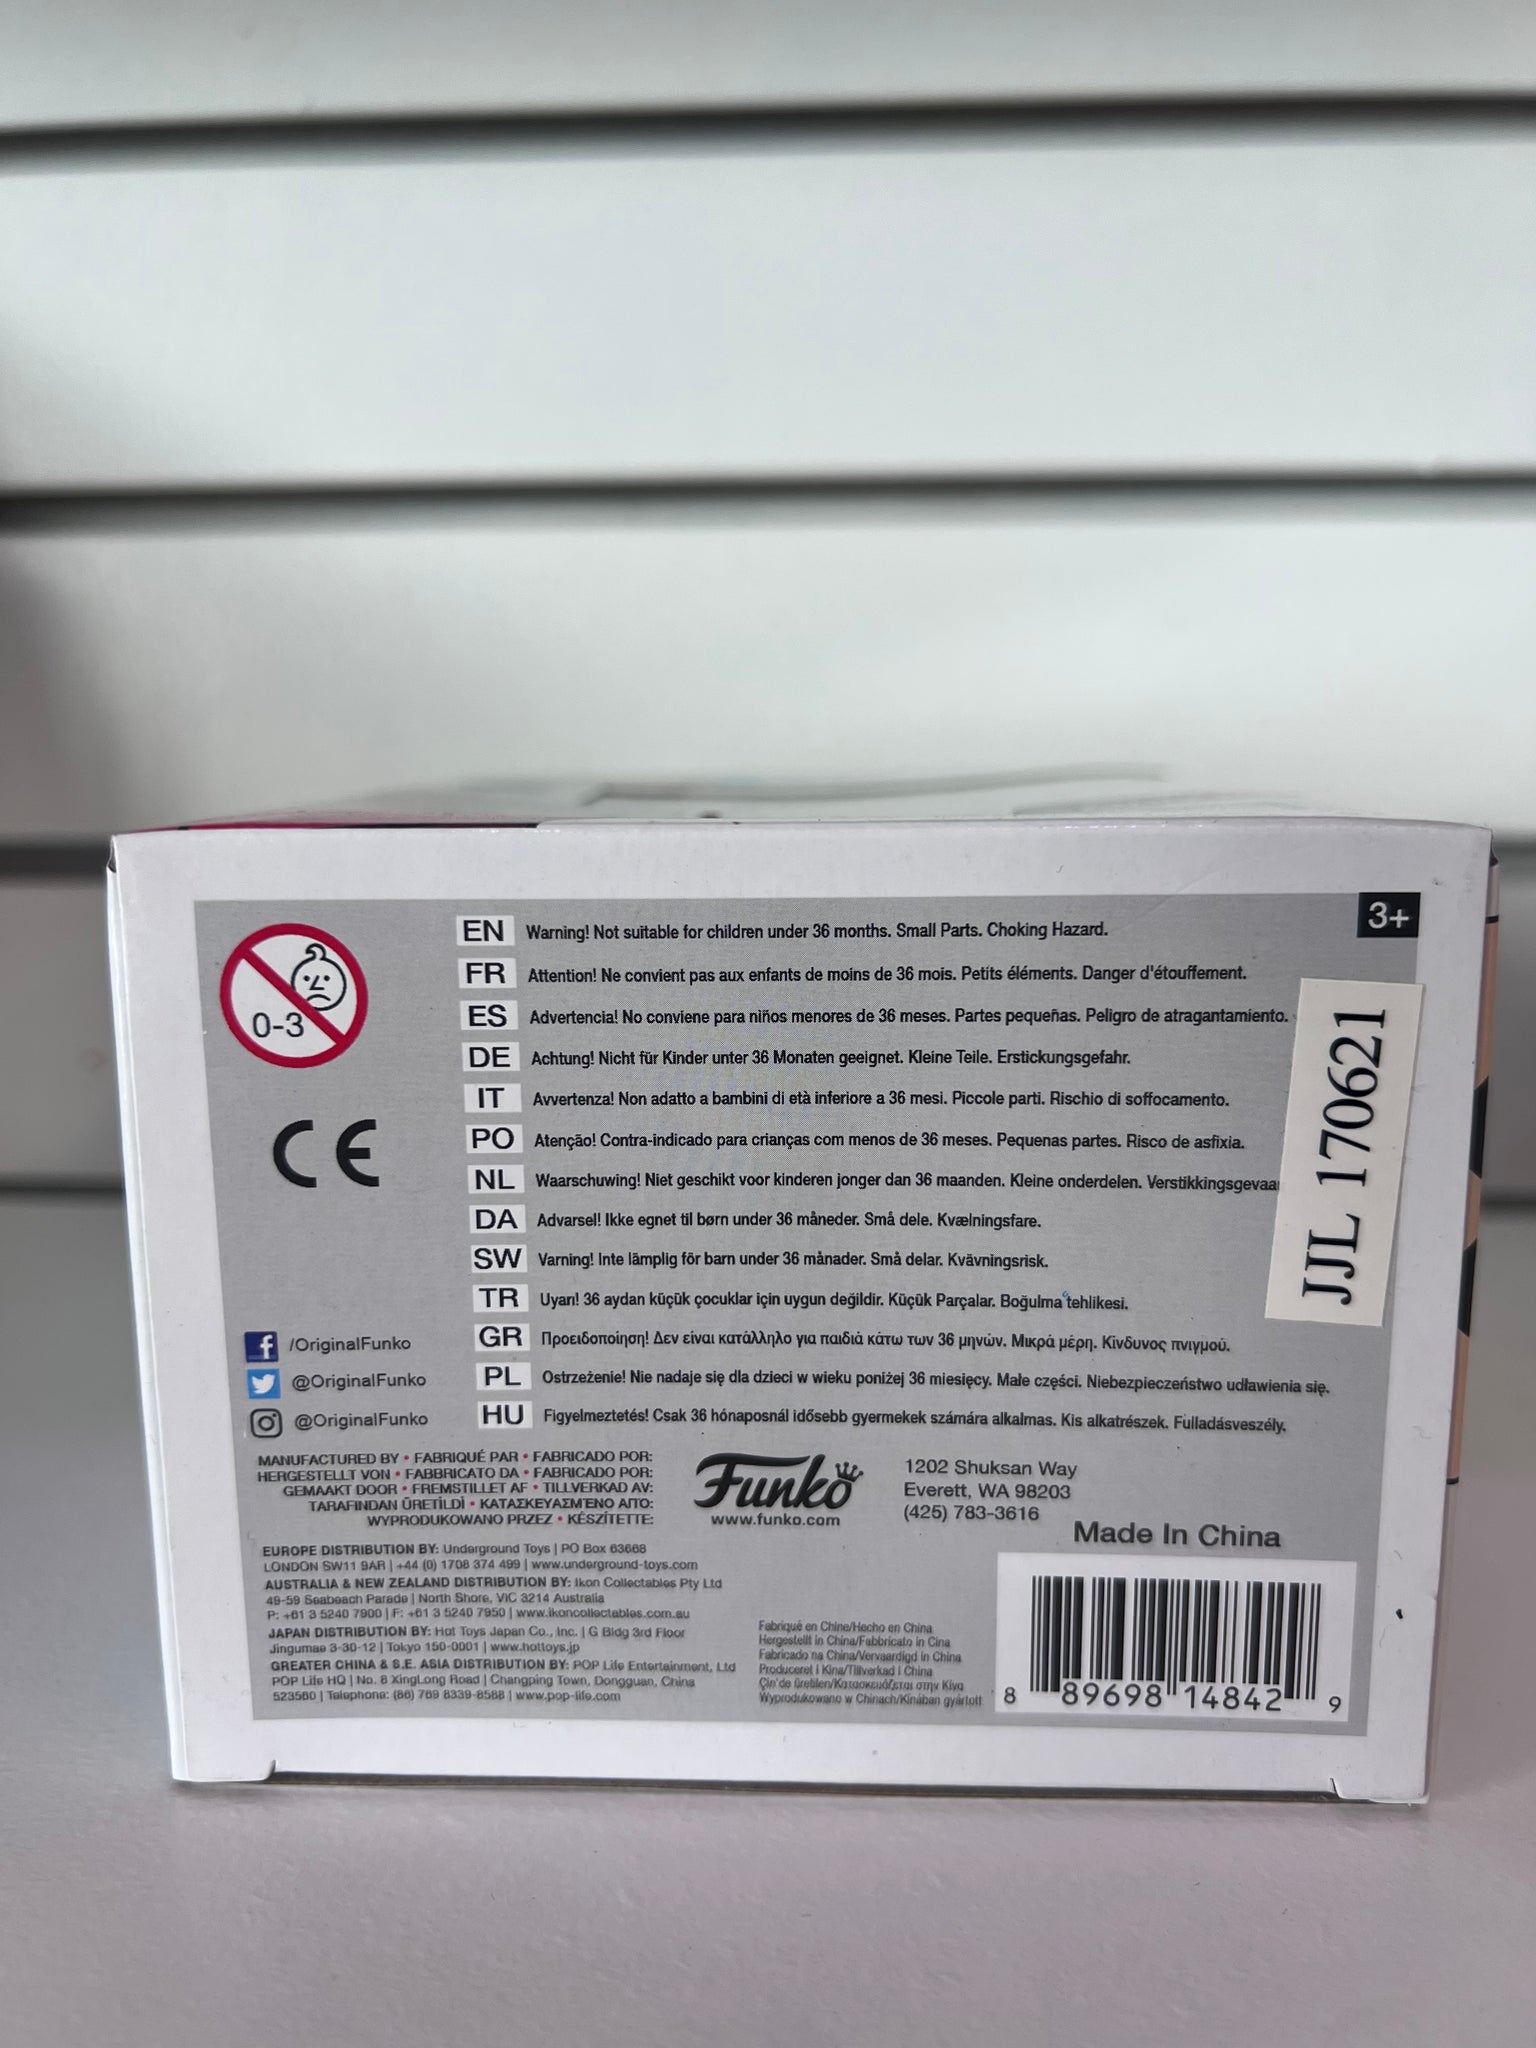 3+
0-3
EN Warning! Not suitable for children under 36 months. Small Parts. Choking Hazard.
FR Attention! Ne convient pas aux enfants de moins de 36 mois. Petits éléments. Danger d'étouffement.
ES Advertencia! No conviene para niños menores de 36 meses. Partes pequeñas. Peligro de atragantamiento.
DE Achtung! Nicht für Kinder unter 36 Monaten geeignet. Kleine Teile. Erstickungsgefahr.
IT Avvertenza! Non adatto a bambini di età inferiore a 36 mesi. Piccole parti. Rischio di soffocamento.
PO Atenção! Contra-indicado para crianças com menos de 36 meses. Pequenas partes. Risco de asfixia.
NL Waarschuwing! Niet geschikt voor kinderen jonger dan 36 maanden. Kleine onderdelen. Verstikkingsgevaa
DA Advarsel! Ikke egnet til børn under 36 måneder. Små dele. Kvælningsfare.
SW Varning! Inte lämplig för barn under 36 månader. Små delar. Kvävningsrisk.
TR Uyarı! 36 aydan küçük çocuklar için uygun değildir. Küçük Parçalar. Boğulma tehlikesi.
GR Προειδοποίηση! Δεν είναι κατάλληλο για παιδιά κάτω των 36 μηνών. Μικρά μέρη. Κίνδυνος πνιγμού.
PL Ostrzeżenie! Nie nadaje się dla dzieci w wieku poniżej 36 miesięcy. Małe części. Niebezpieczeństwo udławienia się.
HU Figyelmeztetés! Csak 36 hónaposnál idősebb gyermekek számára alkalmas. Kis alkatrészek. Fulladásveszély.
JJL 170621
CE
/OriginalFunko
@OriginalFunko
@OriginalFunko
MANUFACTURED BY • FABRIQUÉ PAR • FABRICADO POR:
HERGESTELLT VON • FABBRICATO DA • FABRICADO POR:
GEMAAKT DOOR • FREMSTILLET AF • TILLVERKAD AV:
TARAFINDAN ÜRETİLDİ • ΚΑΤΑΣΚΕΥΑΣΜΈΝΟ ΑΠΌ:
WYPRODUKOWANO PRZEZ • KÉSZÍTETTE:
Funko
www.funko.com
1202 Shuksan Way
Everett, WA 98203
(425) 783-3616
Made In China
EUROPE DISTRIBUTION BY: Underground Toys | PO Box 63668
LONDON SW11 9AR | +44 (0) 1708 374 499 | www.underground-toys.com
AUSTRALIA & NEW ZEALAND DISTRIBUTION BY: Ikon Collectables Pty Ltd
49-59 Seabeach Parade | North Shore, VIC 3214 Australia
P: +61 3 5240 7900 | F: +61 3 5240 7950 | www.ikoncollectables.com.au
JAPAN DISTRIBUTION BY: Hot Toys Japan Co., Inc. | G Bldg 3rd Floor
Jingumae 3-30-12 | Tokyo 150-0001 | www.hottoys.jp
GREATER CHINA & S.E. ASIA DISTRIBUTION BY: POP Life Entertainment, Ltd
POP Life HQ | No. 8 XingLong Road | Changping Town, Dongguan, China
523560 | Telephone: (86) 769 8339-8588 | www.pop-life.com
Fabriqué en Chine/Hecho en China
Hergestellt in China/Fabbricato in Cina
Fabricado na China/Vervaardigd in China
Produceret i Kina/Tillverkad i China
Çin'de üretilen/Κατασκευάζεται στην Κίνα
Wyprodukowano w Chinach/Kínában gyártott
8 89698 14842 9